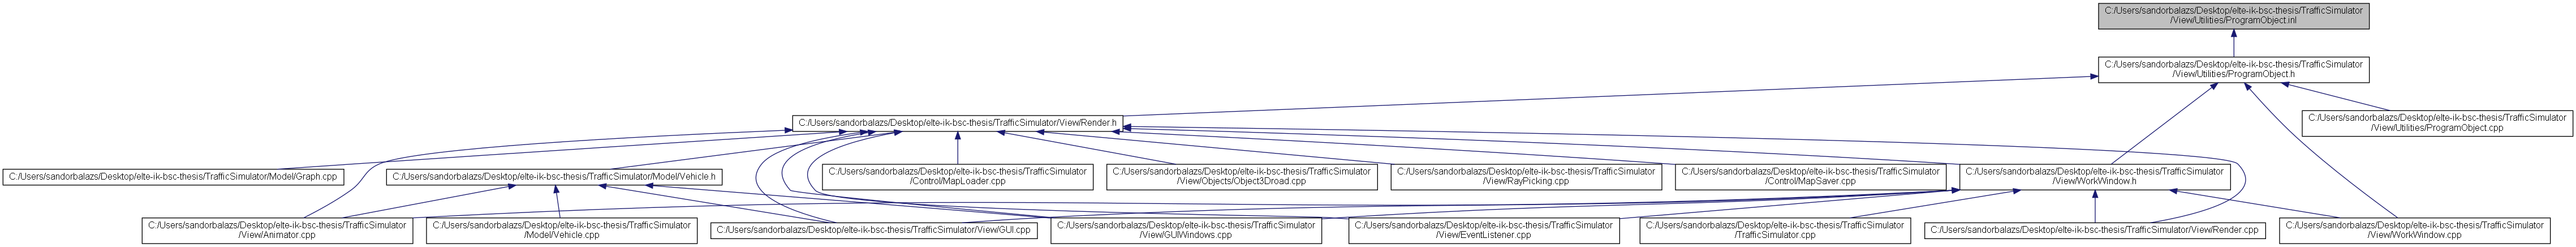 C:/Users/sandorbalazs/Desktop/elte-ik-bsc-thesis/TrafficSimulator
/View/Utilities/ProgramObject.inl
C:/Users/sandorbalazs/Desktop/elte-ik-bsc-thesis/TrafficSimulator
/View/Utilities/ProgramObject.h
C:/Users/sandorbalazs/Desktop/elte-ik-bsc-thesis/TrafficSimulator/View/Render.h
C:/Users/sandorbalazs/Desktop/elte-ik-bsc-thesis/TrafficSimulator
/View/Utilities/ProgramObject.cpp
C:/Users/sandorbalazs/Desktop/elte-ik-bsc-thesis/TrafficSimulator/Model/Graph.cpp
C:/Users/sandorbalazs/Desktop/elte-ik-bsc-thesis/TrafficSimulator/Model/Vehicle.h
C:/Users/sandorbalazs/Desktop/elte-ik-bsc-thesis/TrafficSimulator
/Control/MapLoader.cpp
C:/Users/sandorbalazs/Desktop/elte-ik-bsc-thesis/TrafficSimulator
/View/Objects/Object3Droad.cpp
C:/Users/sandorbalazs/Desktop/elte-ik-bsc-thesis/TrafficSimulator
/View/RayPicking.cpp
C:/Users/sandorbalazs/Desktop/elte-ik-bsc-thesis/TrafficSimulator
/Control/MapSaver.cpp
C:/Users/sandorbalazs/Desktop/elte-ik-bsc-thesis/TrafficSimulator
/View/WorkWindow.h
C:/Users/sandorbalazs/Desktop/elte-ik-bsc-thesis/TrafficSimulator
/View/Animator.cpp
C:/Users/sandorbalazs/Desktop/elte-ik-bsc-thesis/TrafficSimulator
/Model/Vehicle.cpp
C:/Users/sandorbalazs/Desktop/elte-ik-bsc-thesis/TrafficSimulator/View/GUI.cpp
C:/Users/sandorbalazs/Desktop/elte-ik-bsc-thesis/TrafficSimulator
/View/GUIWindows.cpp
C:/Users/sandorbalazs/Desktop/elte-ik-bsc-thesis/TrafficSimulator
/View/EventListener.cpp
C:/Users/sandorbalazs/Desktop/elte-ik-bsc-thesis/TrafficSimulator
/TrafficSimulator.cpp
C:/Users/sandorbalazs/Desktop/elte-ik-bsc-thesis/TrafficSimulator/View/Render.cpp
C:/Users/sandorbalazs/Desktop/elte-ik-bsc-thesis/TrafficSimulator
/View/WorkWindow.cpp